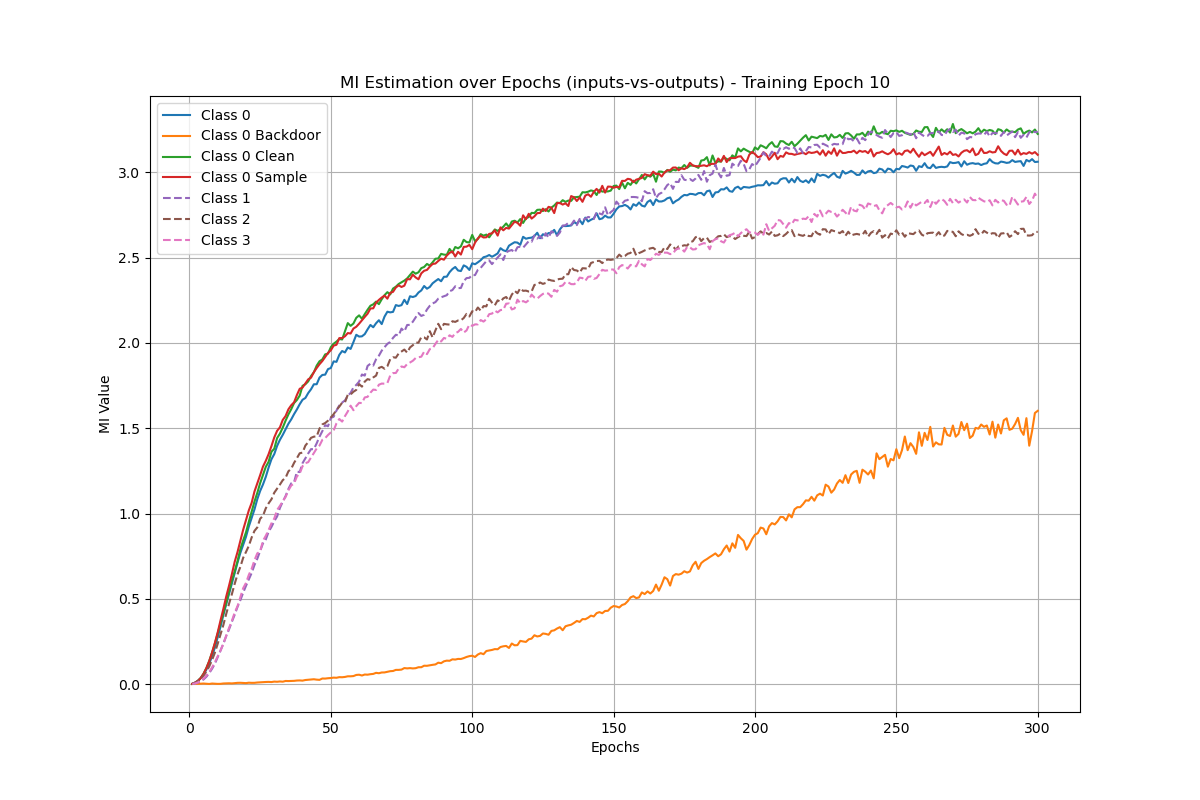 MI Estimation over Epochs (inputs-vs-outputs) - Training Epoch 10
Class 0
Class 0 Backdoor
Class 0 Clean
Class 0 Sample
Class 1
Class 2
Class 3
MI Value
3.0
2.5
2.0
1.5
1.0
0.5
0.0
0 50 100 150 200 250 300
Epochs